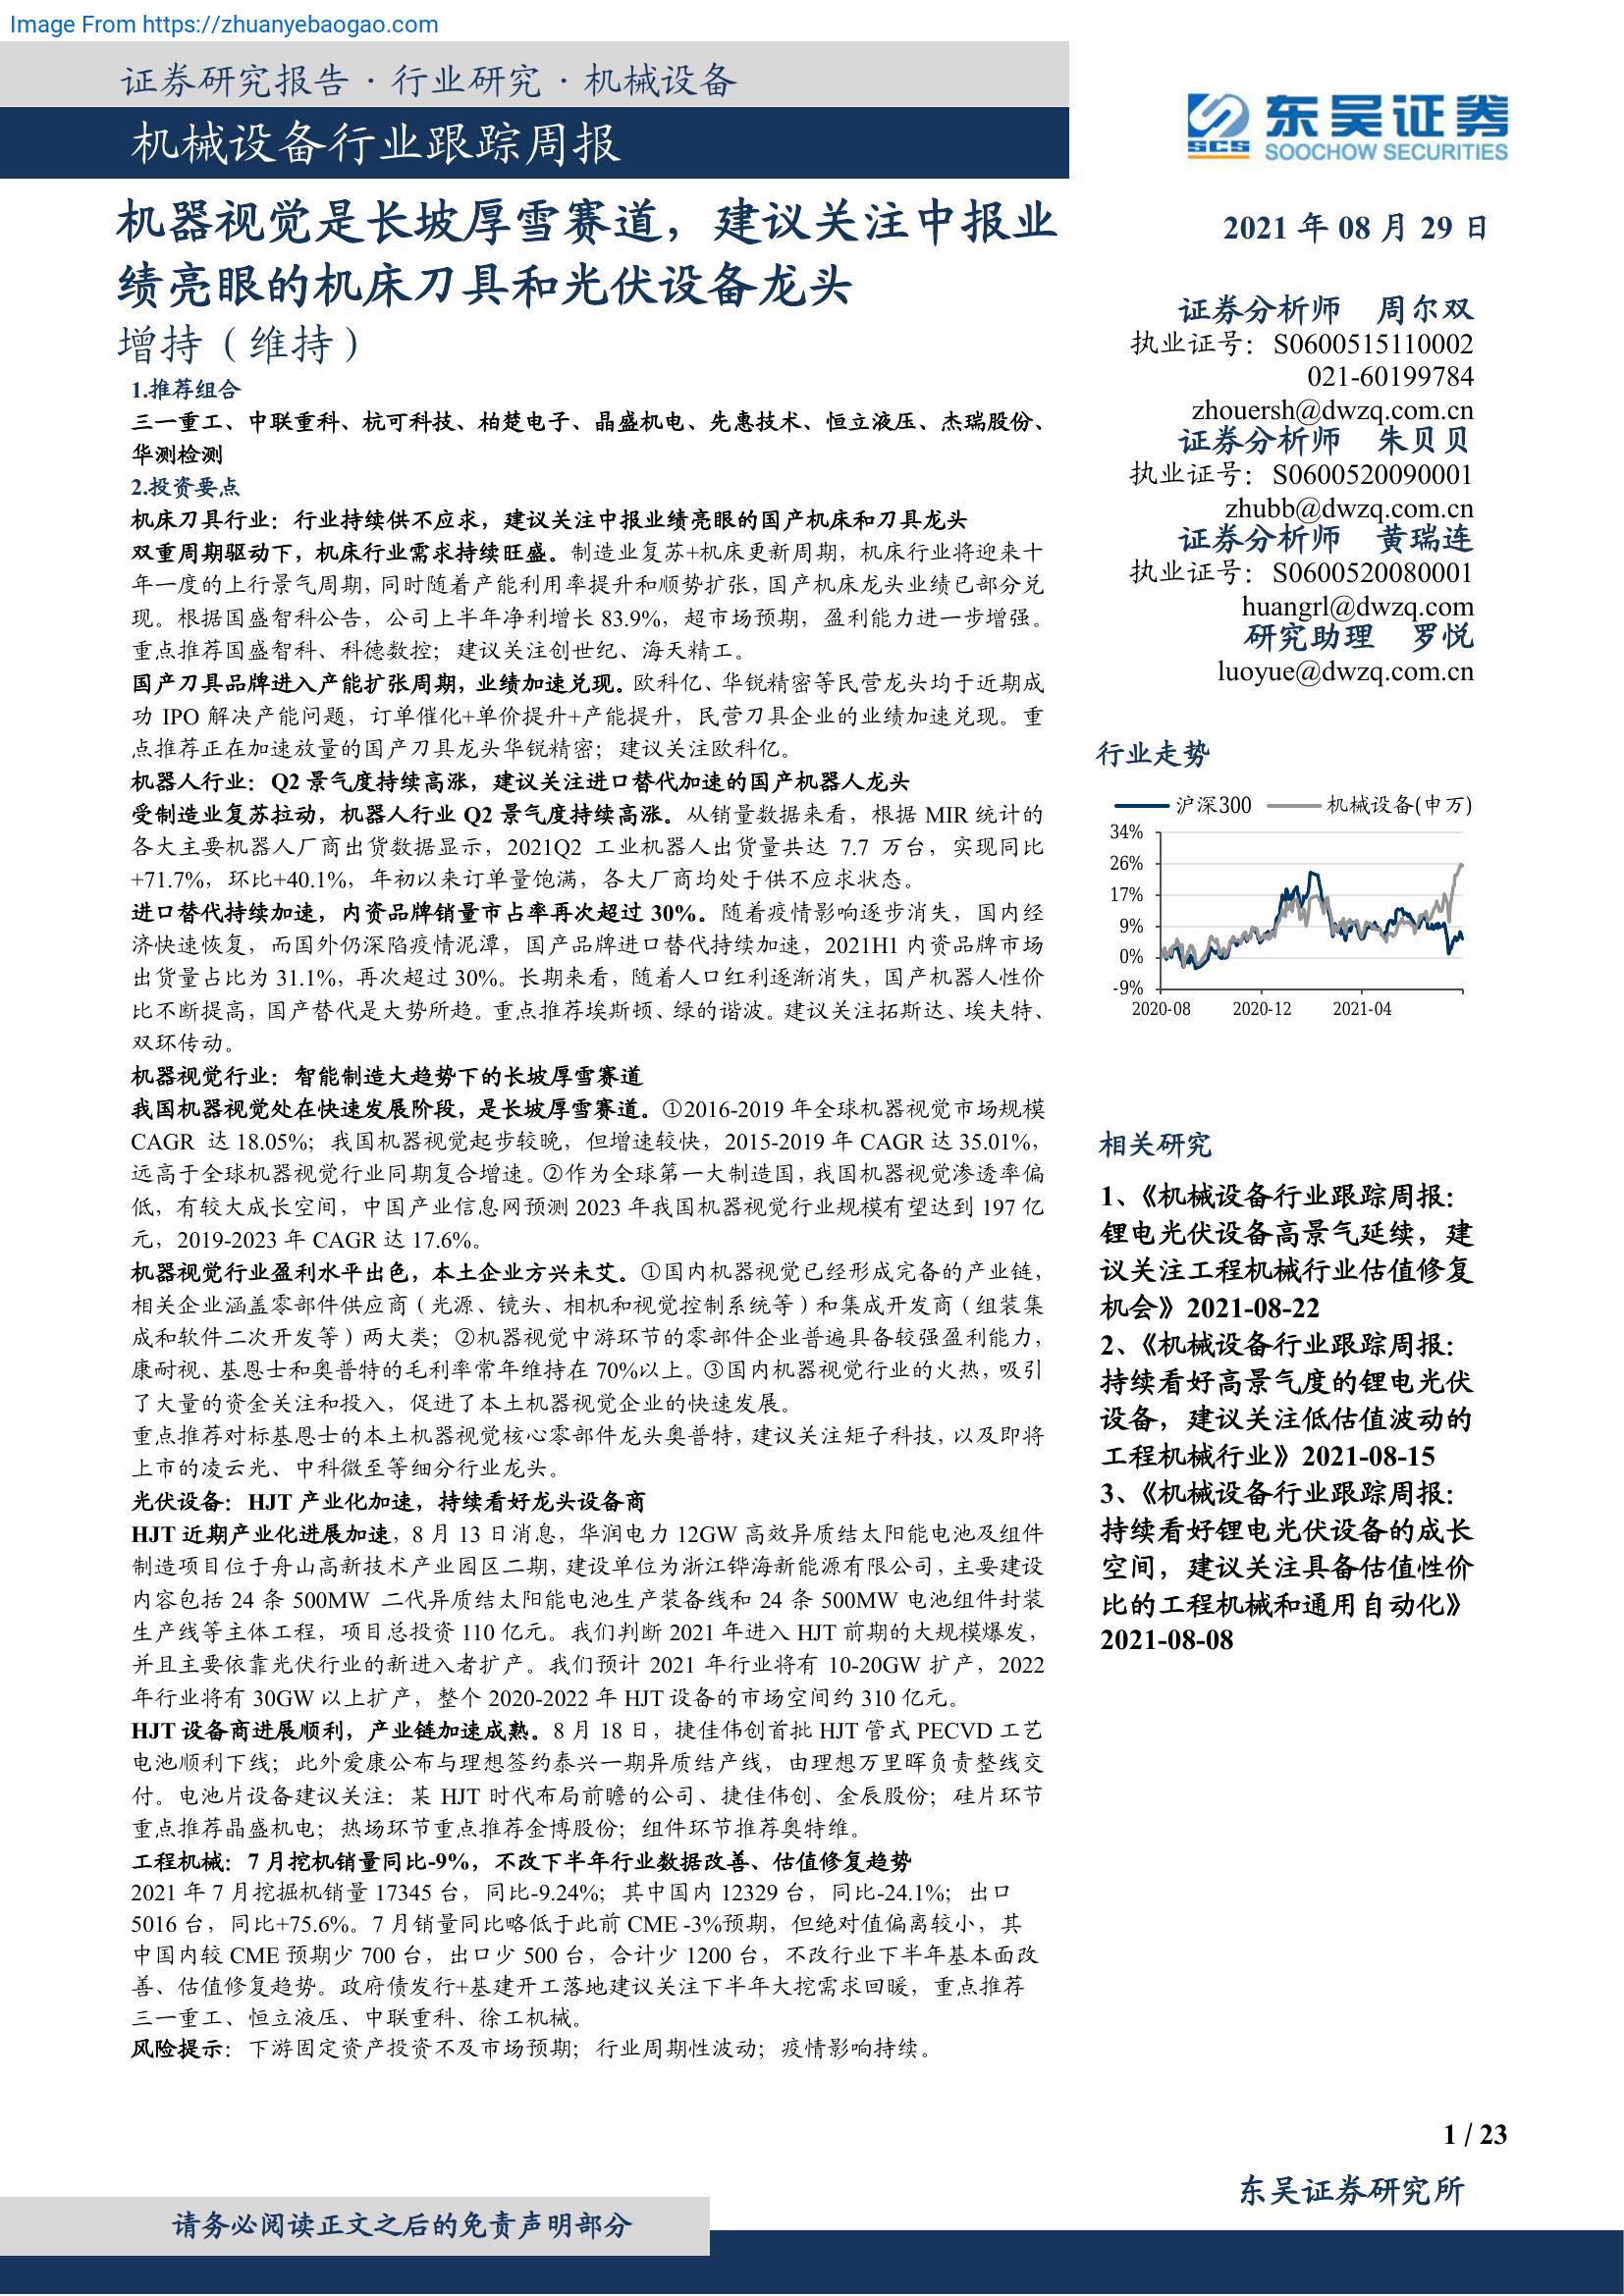 Image From https://zhuanyebaogao.com
证券研究报告·行业研究·机械设备
机械设备行业跟踪周报
东吴证券
SCS
SOOCHOW SECURITIES
机器视觉是长坡厚雪赛道，建议关注中报业
绩亮眼的机床刀具和光伏设备龙头
增持（维持）
1.推荐组合
三一重工、中联重科、杭可科技、柏楚电子、晶盛机电、先惠技术、恒立液压、杰瑞股份、
华测检测
2.投资要点
机床刀具行业：行业持续供不应求，建议关注中报业绩亮眼的国产机床和刀具龙头
双重周期驱动下，机床行业需求持续旺盛。制造业复苏+机床更新周期，机床行业将迎来十
年一度的上行景气周期，同时随着产能利用率提升和顺势扩张，国产机床龙头业绩已部分兑
现。根据国盛智科公告，公司上半年净利增长 83.9%，超市场预期，盈利能力进一步增强。
重点推荐国盛智科、科德数控；建议关注创世纪、海天精工。
国产刀具品牌进入产能扩张周期，业绩加速兑现。欧科亿、华锐精密等民营龙头均于近期成
功 IPO 解决产能问题，订单催化+单价提升+产能提升，民营刀具企业的业绩加速兑现。重
点推荐正在加速放量的国产刀具龙头华锐精密；建议关注欧科亿。
机器人行业：Q2 景气度持续高涨，建议关注进口替代加速的国产机器人龙头
受制造业复苏拉动，机器人行业 Q2 景气度持续高涨。从销量数据来看，根据 MIR 统计的
各大主要机器人厂商出货数据显示，2021Q2 工业机器人出货量共达 7.7 万台，实现同比
+71.7%，环比+40.1%，年初以来订单量饱满，各大厂商均处于供不应求状态。
进口替代持续加速，内资品牌销量市占率再次超过 30%。随着疫情影响逐步消失，国内经
济快速恢复，而国外仍深陷疫情泥潭，国产品牌进口替代持续加速，2021H1 内资品牌市场
出货量占比为 31.1%，再次超过 30%。长期来看，随着人口红利逐渐消失，国产机器人性价
比不断提高，国产替代是大势所趋。重点推荐埃斯顿、绿的谐波。建议关注拓斯达、埃夫特、
双环传动。
机器视觉行业：智能制造大趋势下的长坡厚雪赛道
我国机器视觉处在快速发展阶段，是长坡厚雪赛道。①2016-2019 年全球机器视觉市场规模
CAGR 达 18.05%；我国机器视觉起步较晚，但增速较快，2015-2019 年 CAGR 达 35.01%，
远高于全球机器视觉行业同期复合增速。②作为全球第一大制造国，我国机器视觉渗透率偏
低，有较大成长空间，中国产业信息网预测 2023 年我国机器视觉行业规模有望达到 197 亿
元，2019-2023 年 CAGR 达 17.6%。
机器视觉行业盈利水平出色，本土企业方兴未艾。①国内机器视觉已经形成完备的产业链，
相关企业涵盖零部件供应商（光源、镜头、相机和视觉控制系统等）和集成开发商（组装集
成和软件二次开发等）两大类；②机器视觉中游环节的零部件企业普遍具备较强盈利能力，
康耐视、基恩士和奥普特的毛利率常年维持在 70%以上。③国内机器视觉行业的火热，吸引
了大量的资金关注和投入，促进了本土机器视觉企业的快速发展。
重点推荐对标基恩士的本土机器视觉核心零部件龙头奥普特，建议关注矩子科技，以及即将
上市的凌云光、中科微至等细分行业龙头。
光伏设备：HJT 产业化加速，持续看好龙头设备商
HJT 近期产业化进展加速，8 月 13 日消息，华润电力 12GW 高效异质结太阳能电池及组件
制造项目位于舟山高新技术产业园区二期，建设单位为浙江铧海新能源有限公司，主要建设
内容包括 24 条 500MW 二代异质结太阳能电池生产装备线和 24 条 500MW 电池组件封装
生产线等主体工程，项目总投资 110 亿元。我们判断 2021 年进入 HJT 前期的大规模爆发，
并且主要依靠光伏行业的新进入者扩产。我们预计 2021 年行业将有 10-20GW 扩产，2022
年行业将有 30GW 以上扩产，整个 2020-2022 年 HJT 设备的市场空间约 310 亿元。
HJT 设备商进展顺利，产业链加速成熟。8 月 18 日，捷佳伟创首批 HJT 管式 PECVD 工艺
电池顺利下线；此外爱康公布与理想签约泰兴一期异质结产线，由理想万里晖负责整线交
付。电池片设备建议关注：某 HJT 时代布局前瞻的公司、捷佳伟创、金辰股份；硅片环节
重点推荐晶盛机电；热场环节重点推荐金博股份；组件环节推荐奥特维。
工程机械：7 月挖机销量同比-9%，不改下半年行业数据改善、估值修复趋势
2021 年 7 月挖掘机销量 17345 台，同比-9.24%；其中国内 12329 台，同比-24.1%；出口
5016 台，同比+75.6%。7 月销量同比略低于此前 CME -3%预期，但绝对值偏离较小，其
中国内较 CME 预期少 700 台，出口少 500 台，合计少 1200 台，不改行业下半年基本面改
善、估值修复趋势。政府债发行+基建开工落地建议关注下半年大挖需求回暖，重点推荐
三一重工、恒立液压、中联重科、徐工机械。
风险提示：下游固定资产投资不及市场预期；行业周期性波动；疫情影响持续。
2021 年 08 月 29 日
证券分析师 周尔双
执业证号：S0600515110002
021-60199784
zhouersh@dwzq.com.cn
证券分析师 朱贝贝
执业证号：S0600520090001
zhubb@dwzq.com.cn
证券分析师 黄瑞连
执业证号：S0600520080001
huangrl@dwzq.com
研究助理 罗悦
luoyue@dwzq.com.cn
行业走势
沪深300 机械设备(申万)
34%
26%
17%
9%
0%
-9%
2020-08 2020-12 2021-04
相关研究
1、《机械设备行业跟踪周报：
锂电光伏设备高景气延续，建
议关注工程机械行业估值修复
机会》2021-08-22
2、《机械设备行业跟踪周报：
持续看好高景气度的锂电光伏
设备，建议关注低估值波动的
工程机械行业》2021-08-15
3、《机械设备行业跟踪周报：
持续看好锂电光伏设备的成长
空间，建议关注具备估值性价
比的工程机械和通用自动化》
2021-08-08
1 / 23
东吴证券研究所
请务必阅读正文之后的免责声明部分